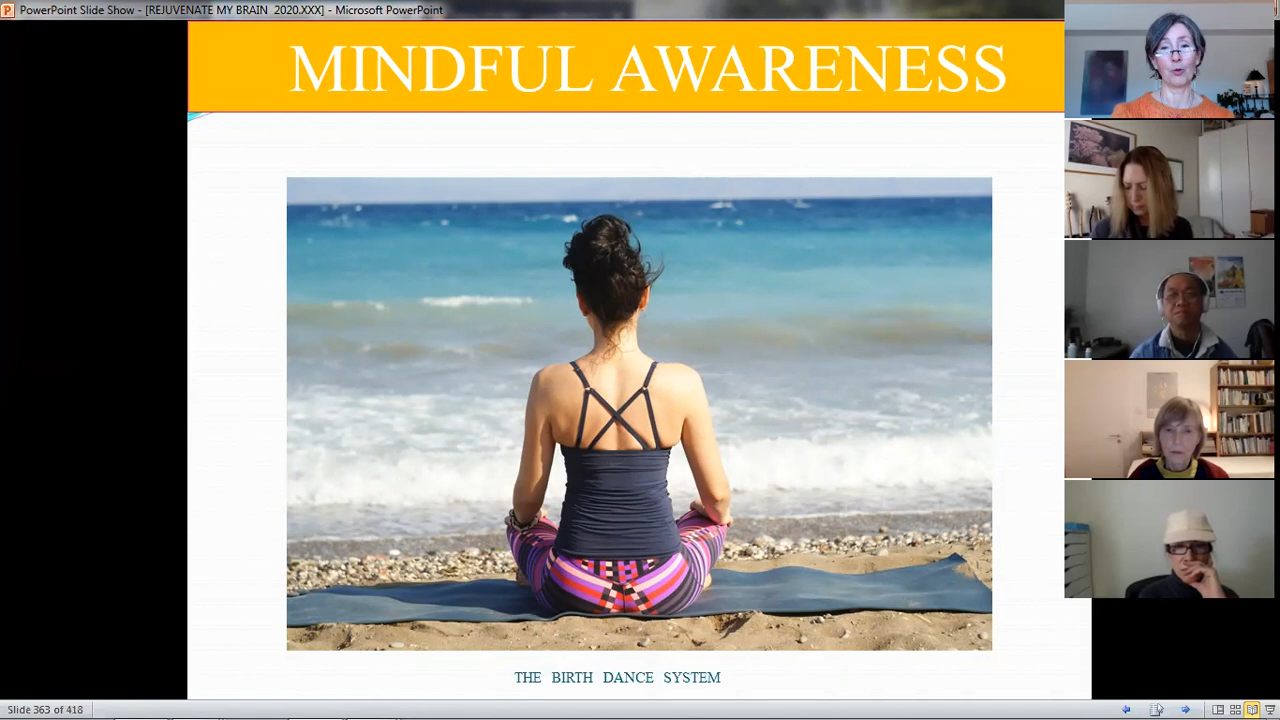 PowerPoint Slide Show - [REJUVENATE MY BRAIN  2020.XXX] - Microsoft PowerPoint
MINDFUL AWARENESS
THE BIRTH DANCE SYSTEM
Slide 363 of 418